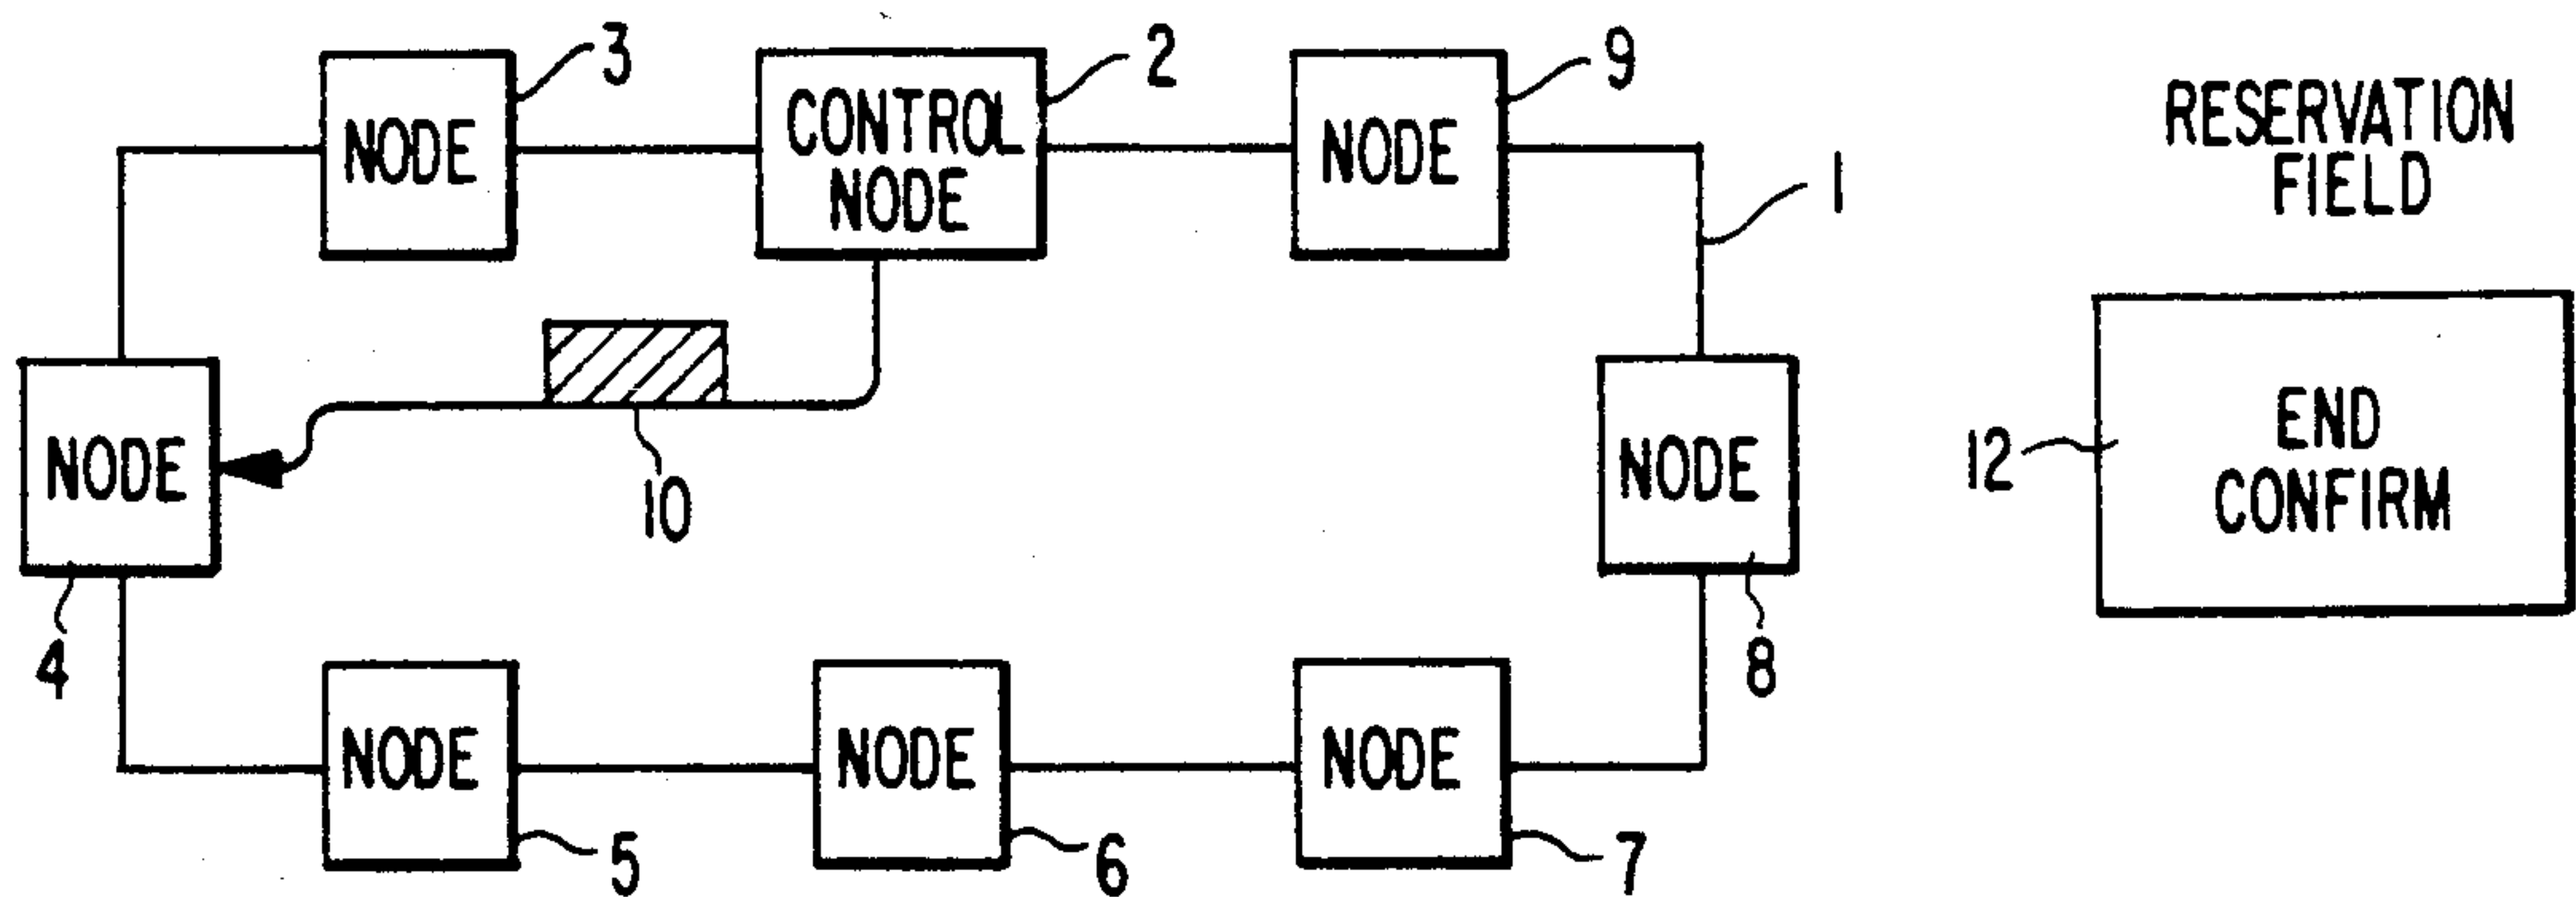 3
2
9
NODE
CONTROL
NODE
NODE
1
RESERVATION
FIELD
NODE
10
4
NODE
8
12
END
CONFIRM
NODE
5
NODE
6
NODE
7